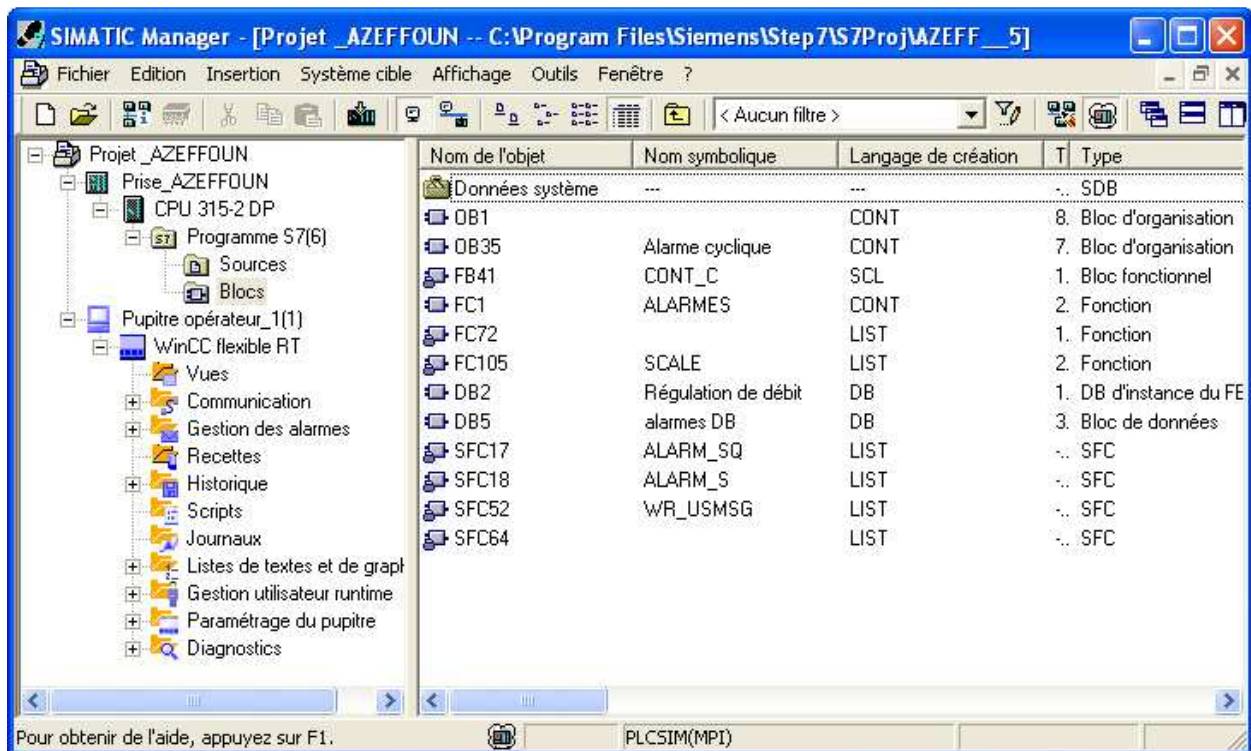 SIMATIC Manager - [Projet _AZEFFOUN -- C:\Program Files\Siemens\Step7\S7Proj\AZEFF__5]
Fichier Edition Insertion Système cible Affichage Outils Fenêtre ?
< Aucun filtre >
Projet _AZEFFOUN
Prise_AZEFFOUN
CPU 315-2 DP
Programme S7(6)
Sources
Blocs
Pupitre opérateur_1(1)
WinCC flexible RT
Vues
Communication
Gestion des alarmes
Recettes
Historique
Scripts
Journaux
Listes de textes et de graph
Gestion utilisateur runtime
Paramétrage du pupitre
Diagnostics
Nom de l'objet Nom symbolique Langage de création T Type
Données système --- --- -.. SDB
OB1 CONT 8. Bloc d'organisation
OB35 Alarme cyclique CONT 7. Bloc d'organisation
FB41 CONT_C SCL 1. Bloc fonctionnel
FC1 ALARMES CONT 2. Fonction
FC72 LIST 1. Fonction
FC105 SCALE LIST 2. Fonction
DB2 Régulation de débit DB 1. DB d'instance du FE
DB5 alarmes DB DB 3. Bloc de données
SFC17 ALARM_SQ LIST -.. SFC
SFC18 ALARM_S LIST -.. SFC
SFC52 WR_USMSG LIST -.. SFC
SFC64 LIST -.. SFC
Pour obtenir de l'aide, appuyez sur F1. PLCSIM(MPI)